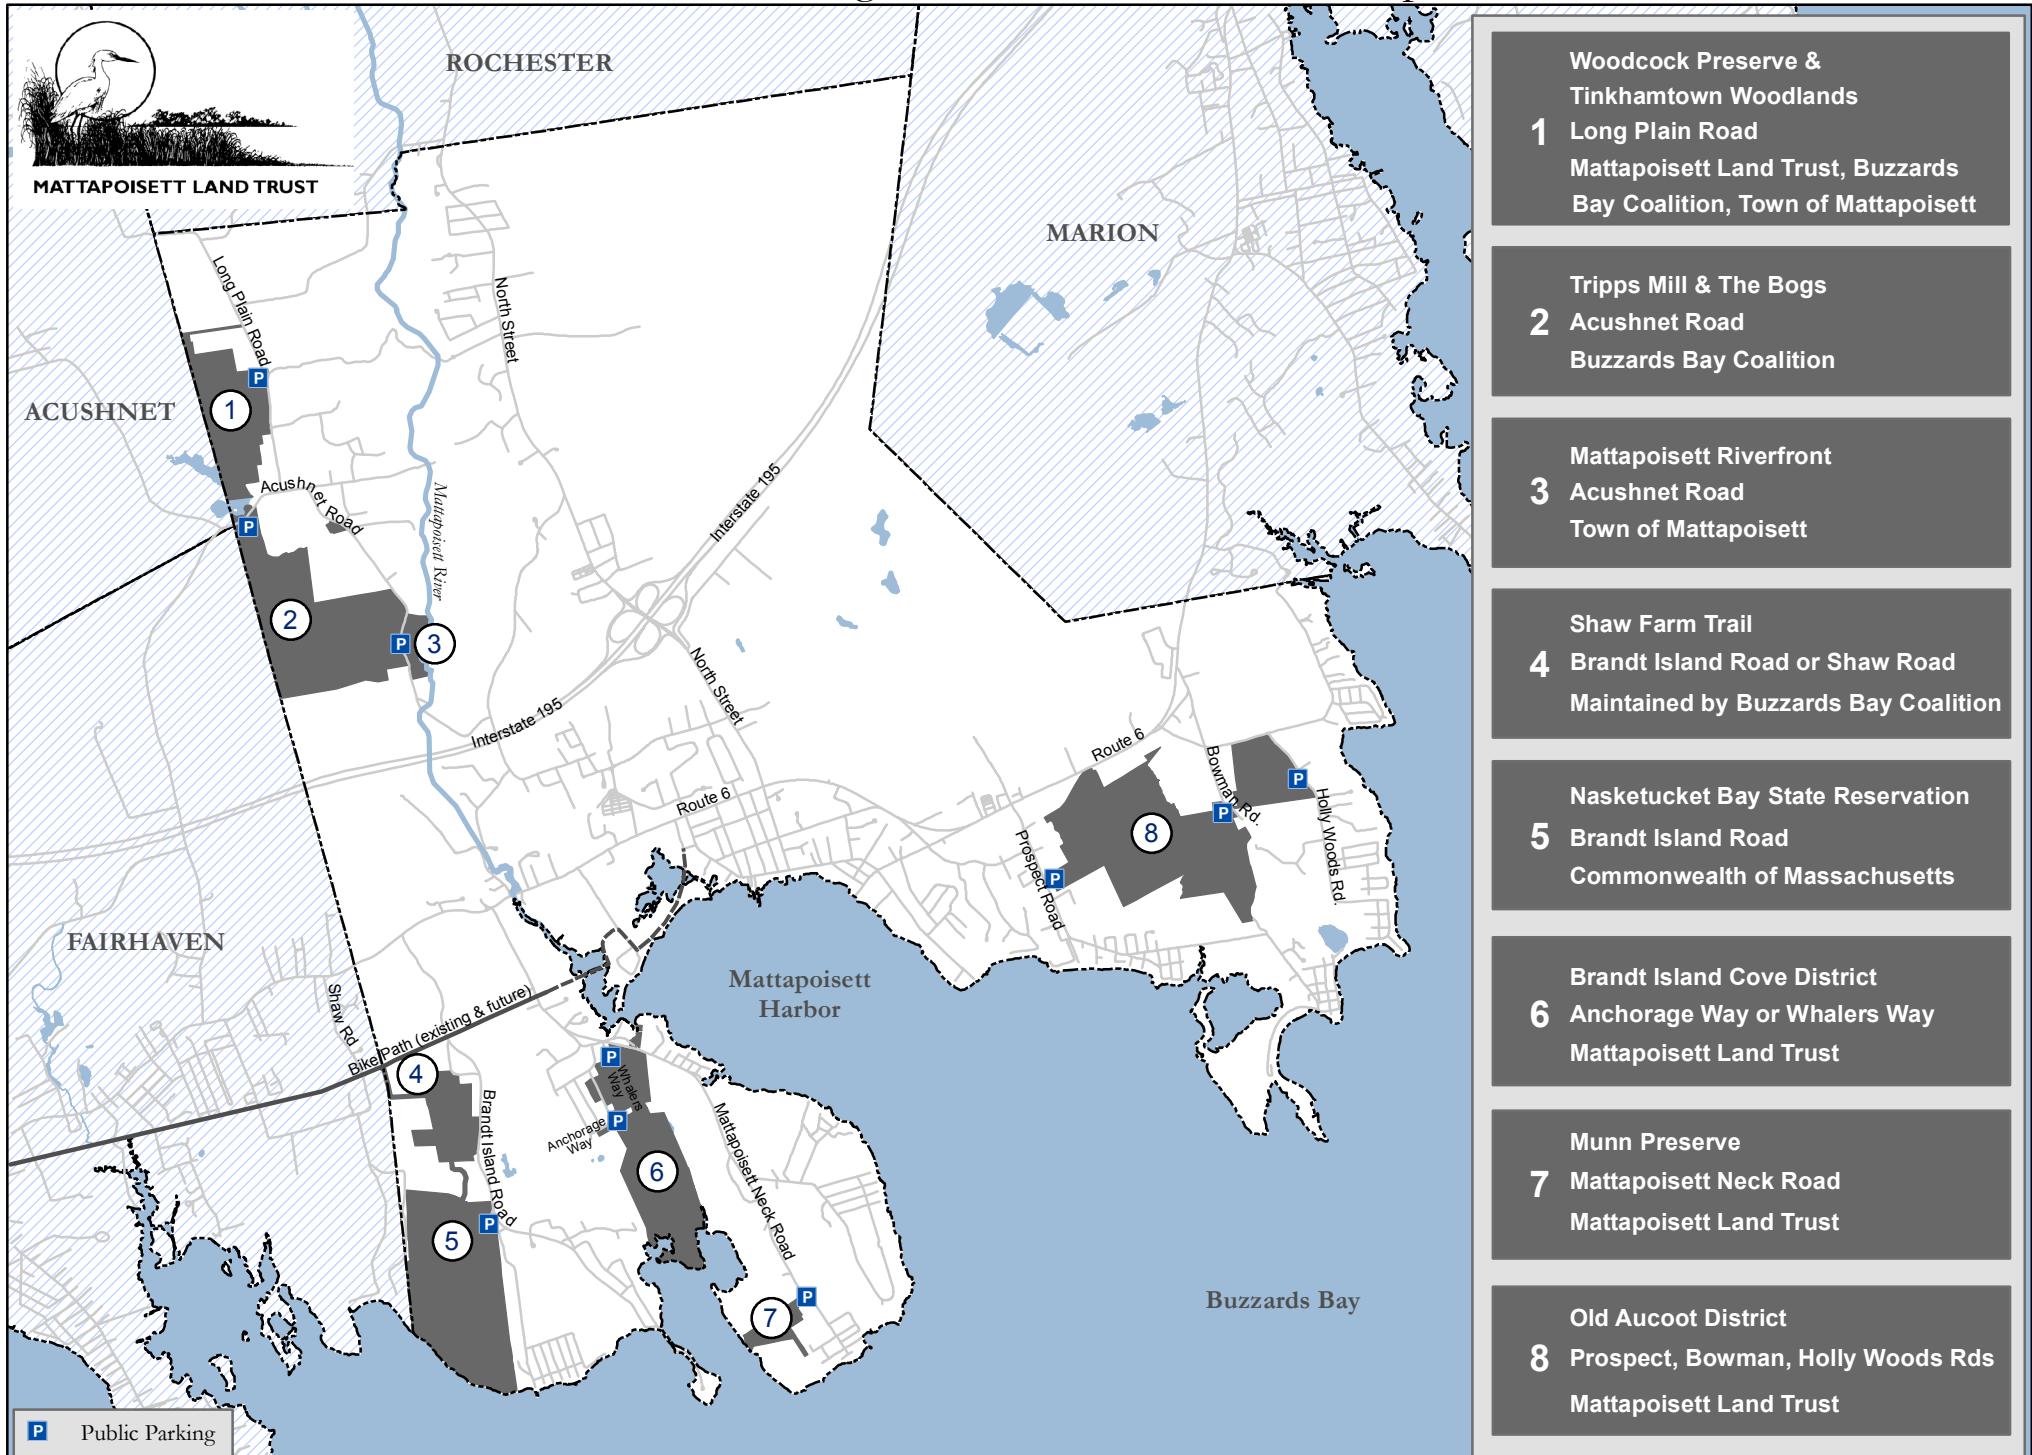 MATTAPOISETT LAND TRUST
ROCHESTER
MARION
ACUSHNET
FAIRHAVEN
Long Plain Road
North Street
Acushnet Road
Mattapoisett River
Interstate 195
Interstate 195
North Street
Route 6
Route 6
Bowman Rd.
Holly Woods Rd.
Prospect Road
Mattapoisett
Harbor
Shaw Rd
Bike Path (existing & future)
Brandt Island Road
Whalers
Way
Anchorage
Way
Mattapoisett Neck Road
Buzzards Bay
1
2
3
4
5
6
7
8
P
P
P
P
P
P
P
P
P
P
P Public Parking
Woodcock Preserve &
Tinkhamtown Woodlands
1 Long Plain Road
Mattapoisett Land Trust, Buzzards
Bay Coalition, Town of Mattapoisett
Tripps Mill & The Bogs
2 Acushnet Road
Buzzards Bay Coalition
Mattapoisett Riverfront
3 Acushnet Road
Town of Mattapoisett
Shaw Farm Trail
4 Brandt Island Road or Shaw Road
Maintained by Buzzards Bay Coalition
Nasketucket Bay State Reservation
5 Brandt Island Road
Commonwealth of Massachusetts
Brandt Island Cove District
6 Anchorage Way or Whalers Way
Mattapoisett Land Trust
Munn Preserve
7 Mattapoisett Neck Road
Mattapoisett Land Trust
Old Aucoot District
8 Prospect, Bowman, Holly Woods Rds
Mattapoisett Land Trust